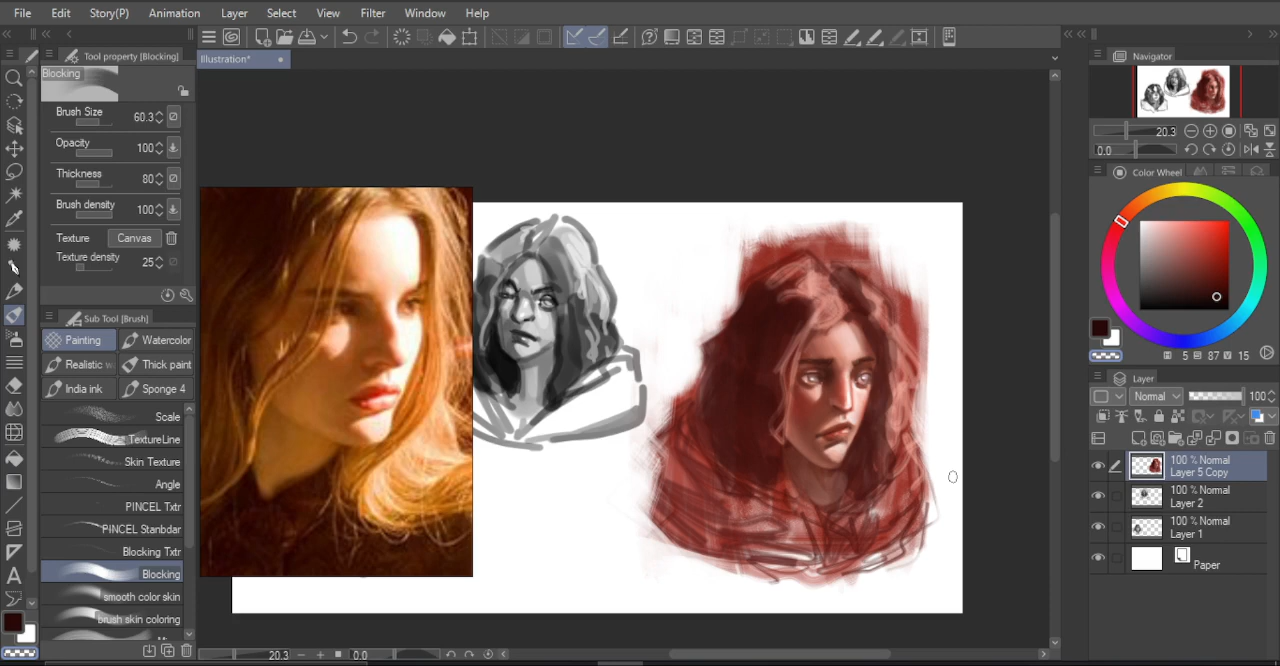 File Edit Story(P) Animation Layer Select View Filter Window Help
Tool property [Blocking]
Blocking
Brush Size 60.3
Opacity 100
Thickness 80
Brush density 100
Texture Canvas
Texture density 25
Sub Tool [Brush]
Painting Watercolor
Realistic Thick paint
India ink Sponge 4
Scale
TextureLine
Skin Texture
Angle
PINCEL Txtr
PINCEL Stanbdar
Blocking Txtr
Blocking
smooth color skin
brush skin coloring
Illustration*
20.3 0.0
Navigator
20.3
0.0
Color Wheel
H 5 S 87 V 15
Layer
Normal 100
100 % Normal
Layer 5 Copy
100 % Normal
Layer 2
100 % Normal
Layer 1
Paper